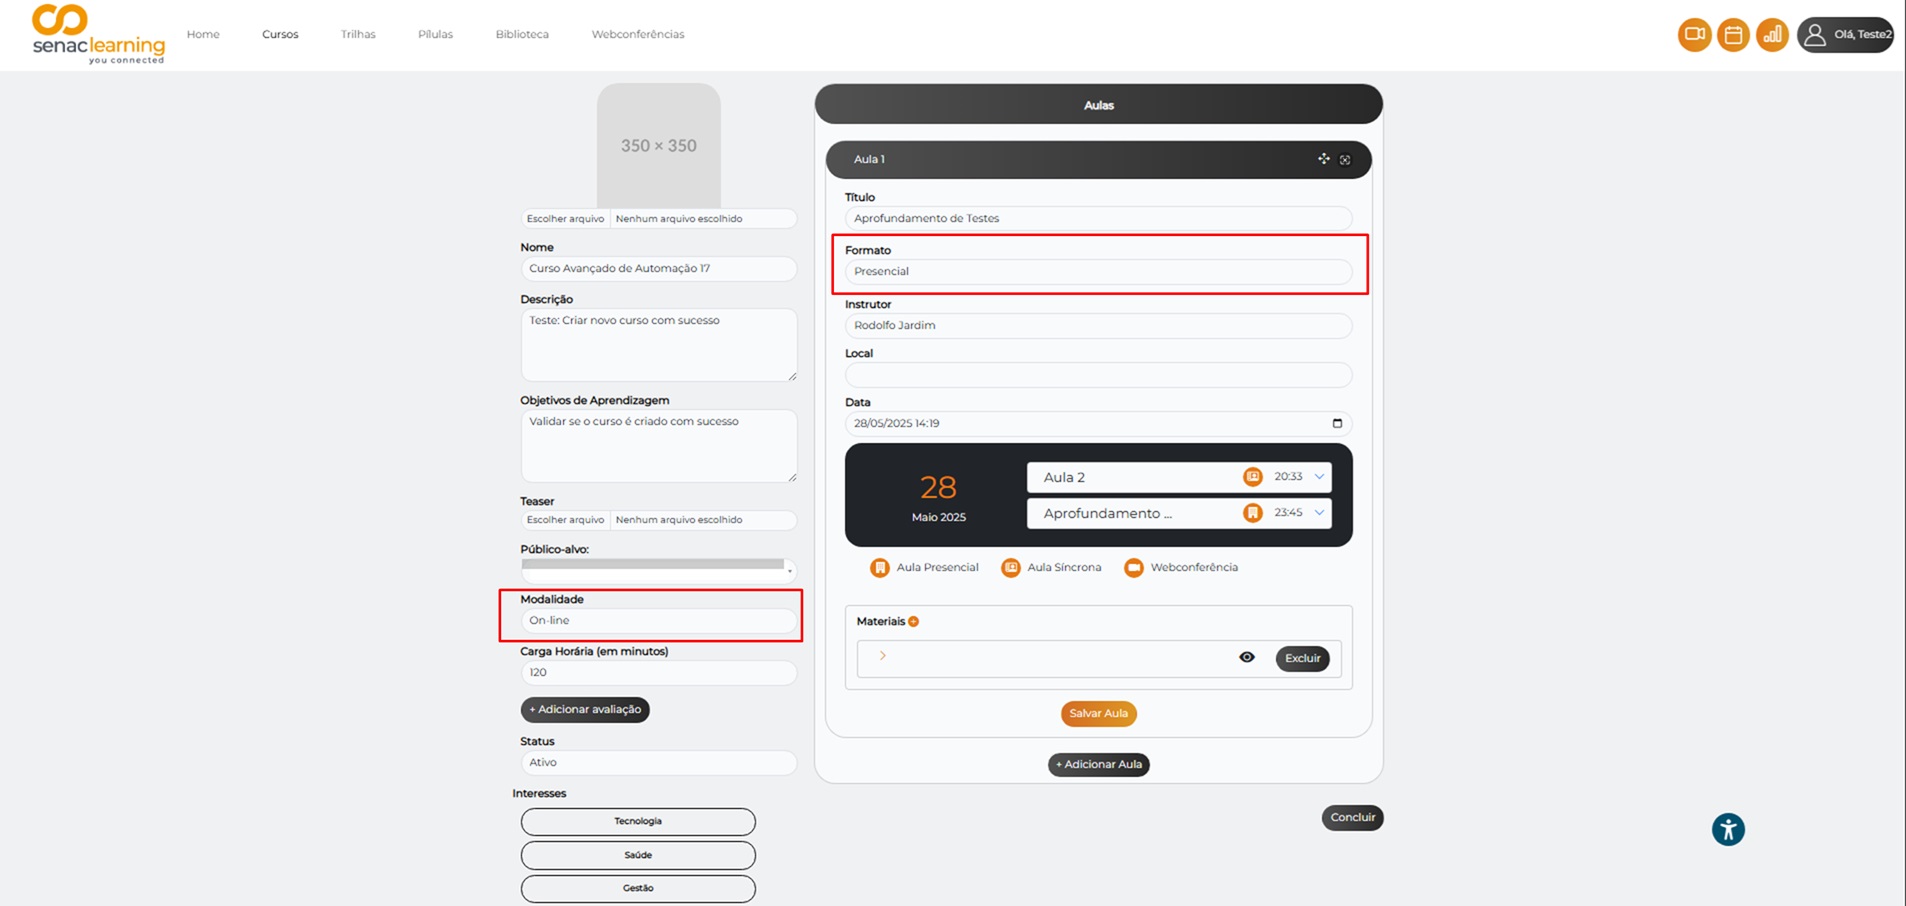 senaclearning
you connected
Home
Cursos
Trilhas
Pílulas
Biblioteca
Webconferências
Olá, Teste2
350 × 350
Escolher arquivo Nenhum arquivo escolhido
Nome
Curso Avançado de Automação 17
Descrição
Teste: Criar novo curso com sucesso
Objetivos de Aprendizagem
Validar se o curso é criado com sucesso
Teaser
Escolher arquivo Nenhum arquivo escolhido
Público-alvo:
Modalidade
On-line
Carga Horária (em minutos)
120
+ Adicionar avaliação
Status
Ativo
Interesses
Tecnologia
Saúde
Gestão
Aulas
Aula 1
Título
Aprofundamento de Testes
Formato
Presencial
Instrutor
Rodolfo Jardim
Local
Data
28/05/2025 14:19
28
Maio 2025
Aula 2 20:33
Aprofundamento ... 23:45
Aula Presencial
Aula Síncrona
Webconferência
Materiais
Excluir
Salvar Aula
+ Adicionar Aula
Concluir